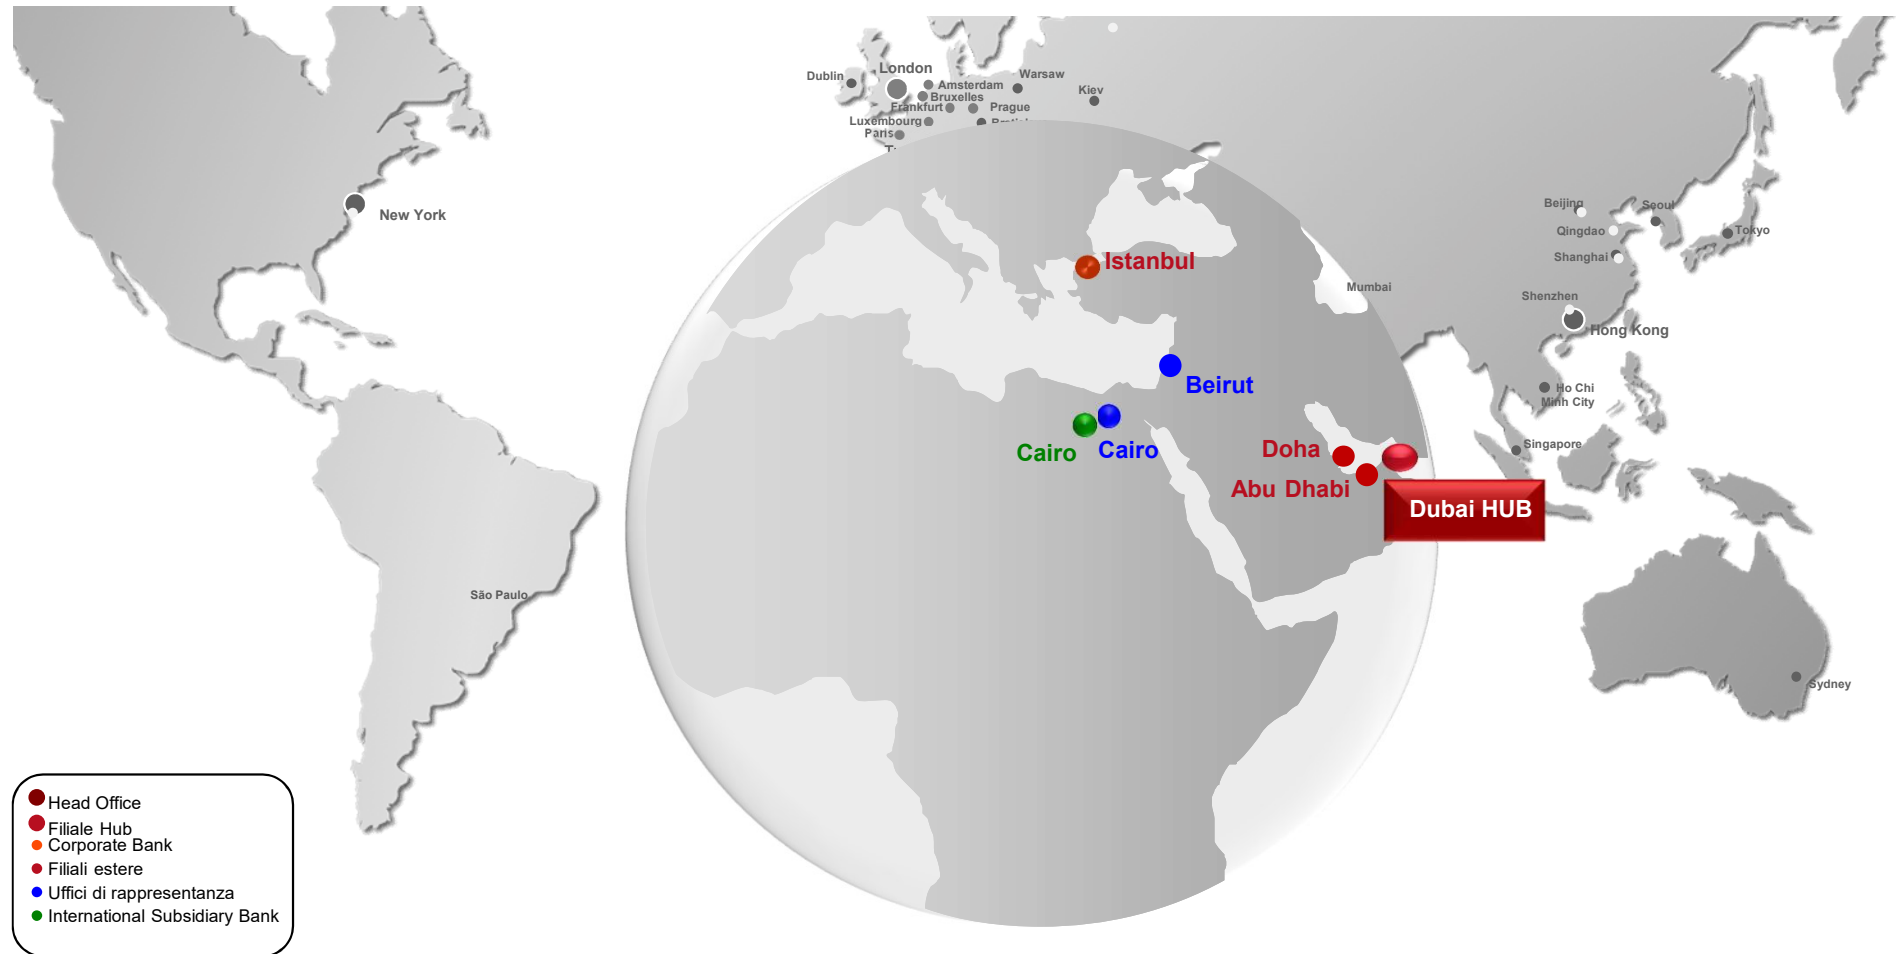 London
Dublin
Warsaw
Amsterdam
Kiev
Bruxelles
Frankfurt
Prague
Luxembourg
Paris
New York
Beijing
Seoul
Qingdao
Tokyo
Shanghai
Istanbul
Mumbai
Shenzhen
Hong Kong
Beirut
Ho Chi
Minh City
Cairo
Cairo
Doha
Singapore
Abu Dhabi
Dubai HUB
São Paulo
Sydney
Head Office
Filiale Hub
Corporate Bank
Filiali estere
Uffici di rappresentanza
International Subsidiary Bank